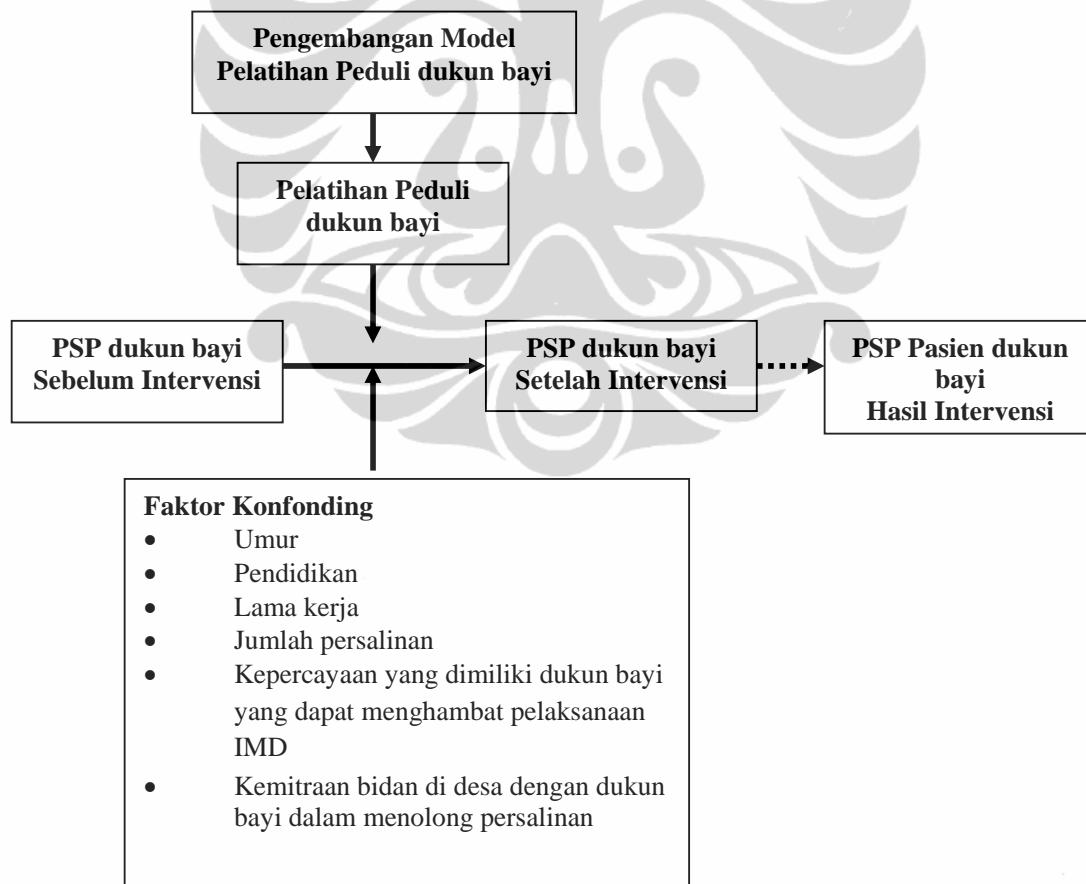 Pengembangan Model
Pelatihan Peduli dukun bayi
Pelatihan Peduli
dukun bayi
PSP dukun bayi
Sebelum Intervensi
PSP dukun bayi
Setelah Intervensi
PSP Pasien dukun
bayi
Hasil Intervensi
Faktor Konfonding
• Umur
• Pendidikan
• Lama kerja
• Jumlah persalinan
• Kepercayaan yang dimiliki dukun bayi
yang dapat menghambat pelaksanaan
IMD
• Kemitraan bidan di desa dengan dukun
bayi dalam menolong persalinan